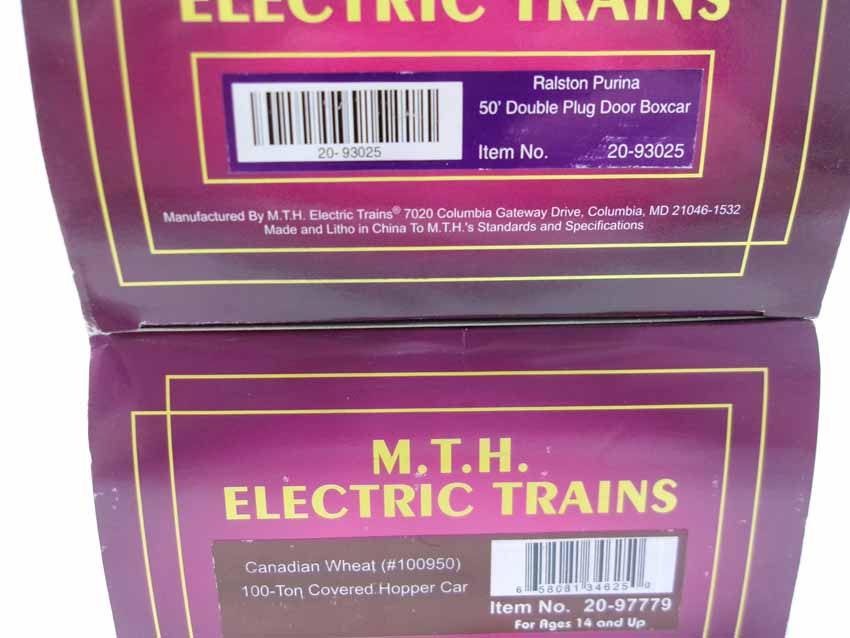 ELECTRIC TRAINS
Ralston Purina
50' Double Plug Door Boxcar
20-93025
Item No. 20-93025
Manufactured By M.T.H. Electric Trains® 7020 Columbia Gateway Drive, Columbia, MD 21046-1532
Made and Litho in China To M.T.H.'s Standards and Specifications
M.T.H.
ELECTRIC TRAINS
Canadian Wheat (#100950)
100-Ton Covered Hopper Car
6 58081 34625 0
Item No. 20-97779
For Ages 14 and Up